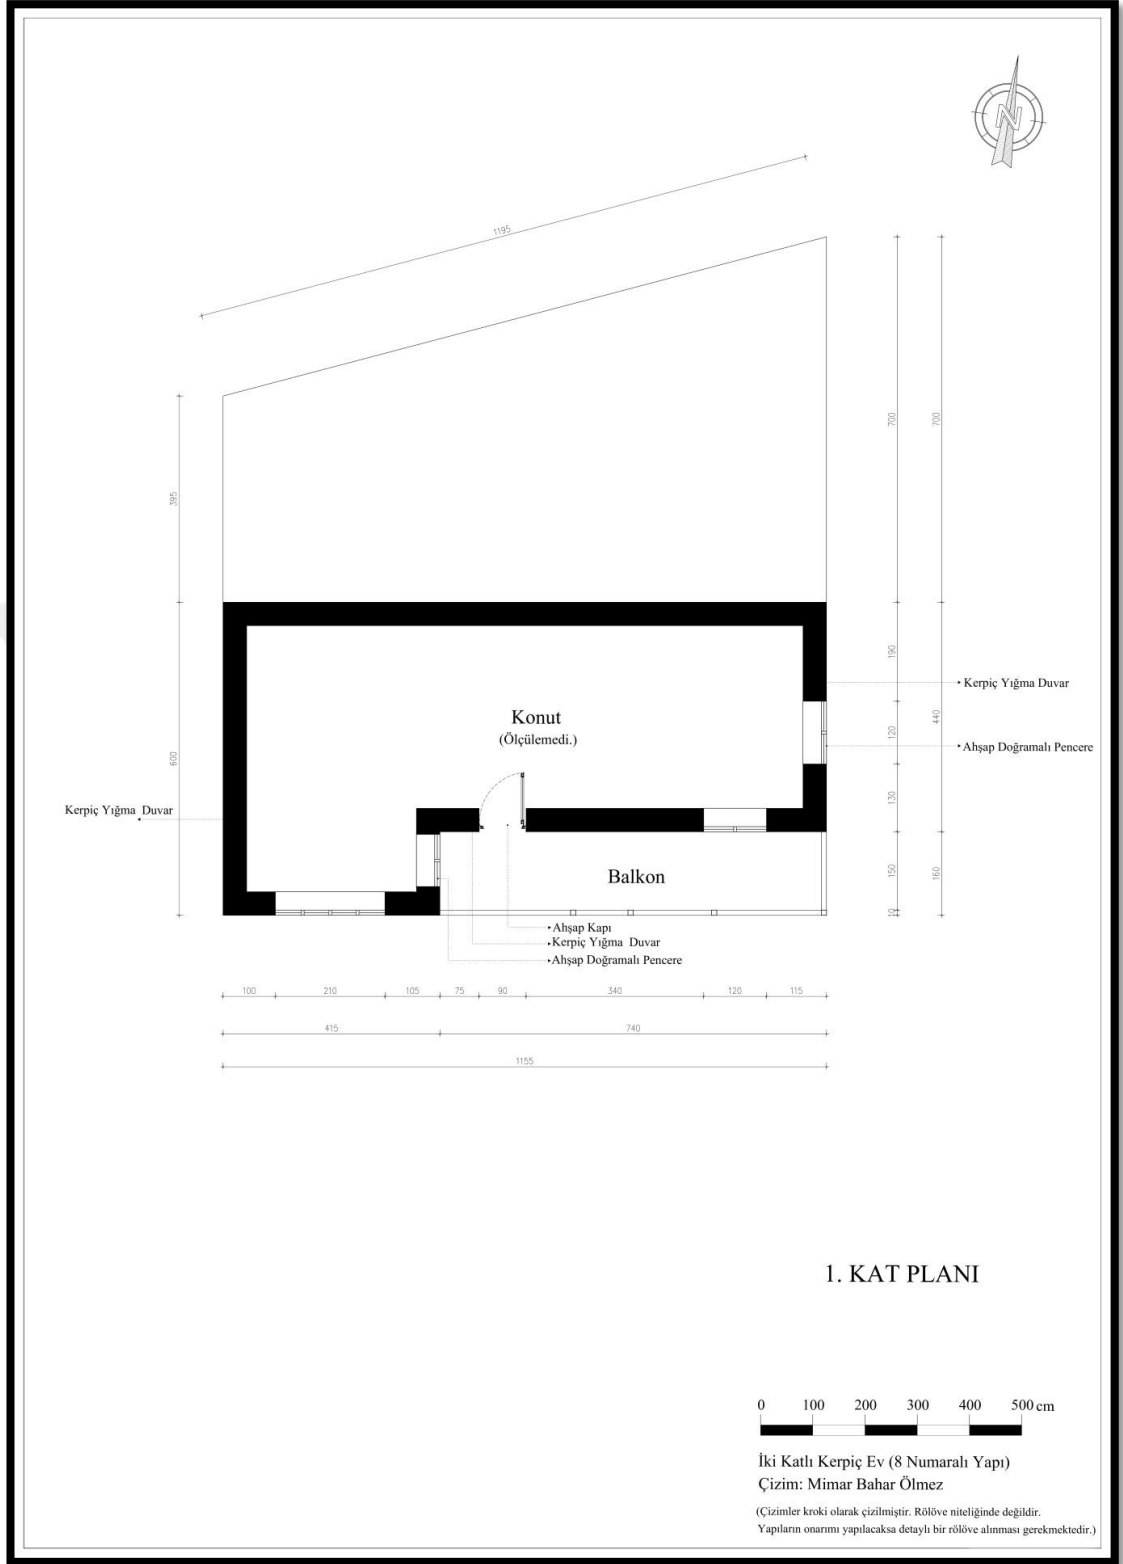 N
1195
700
700
395
190
Kerpiç Yığma Duvar
Konut
(Ölçülemedi.)
440
120
Ahşap Doğramalı Pencere
600
130
Kerpiç Yığma Duvar
Balkon
150
160
10
Ahşap Kapı
Kerpiç Yığma Duvar
Ahşap Doğramalı Pencere
100 210 105 75 90 340 120 115
415 740
1155
1. KAT PLANI
0 100 200 300 400 500 cm
İki Katlı Kerpiç Ev (8 Numaralı Yapı)
Çizim: Mimar Bahar Ölmez
(Çizimler kroki olarak çizilmiştir. Rölöve niteliğinde değildir.
Yapıların onarımı yapılacaksa detaylı bir rölöve alınması gerekmektedir.)